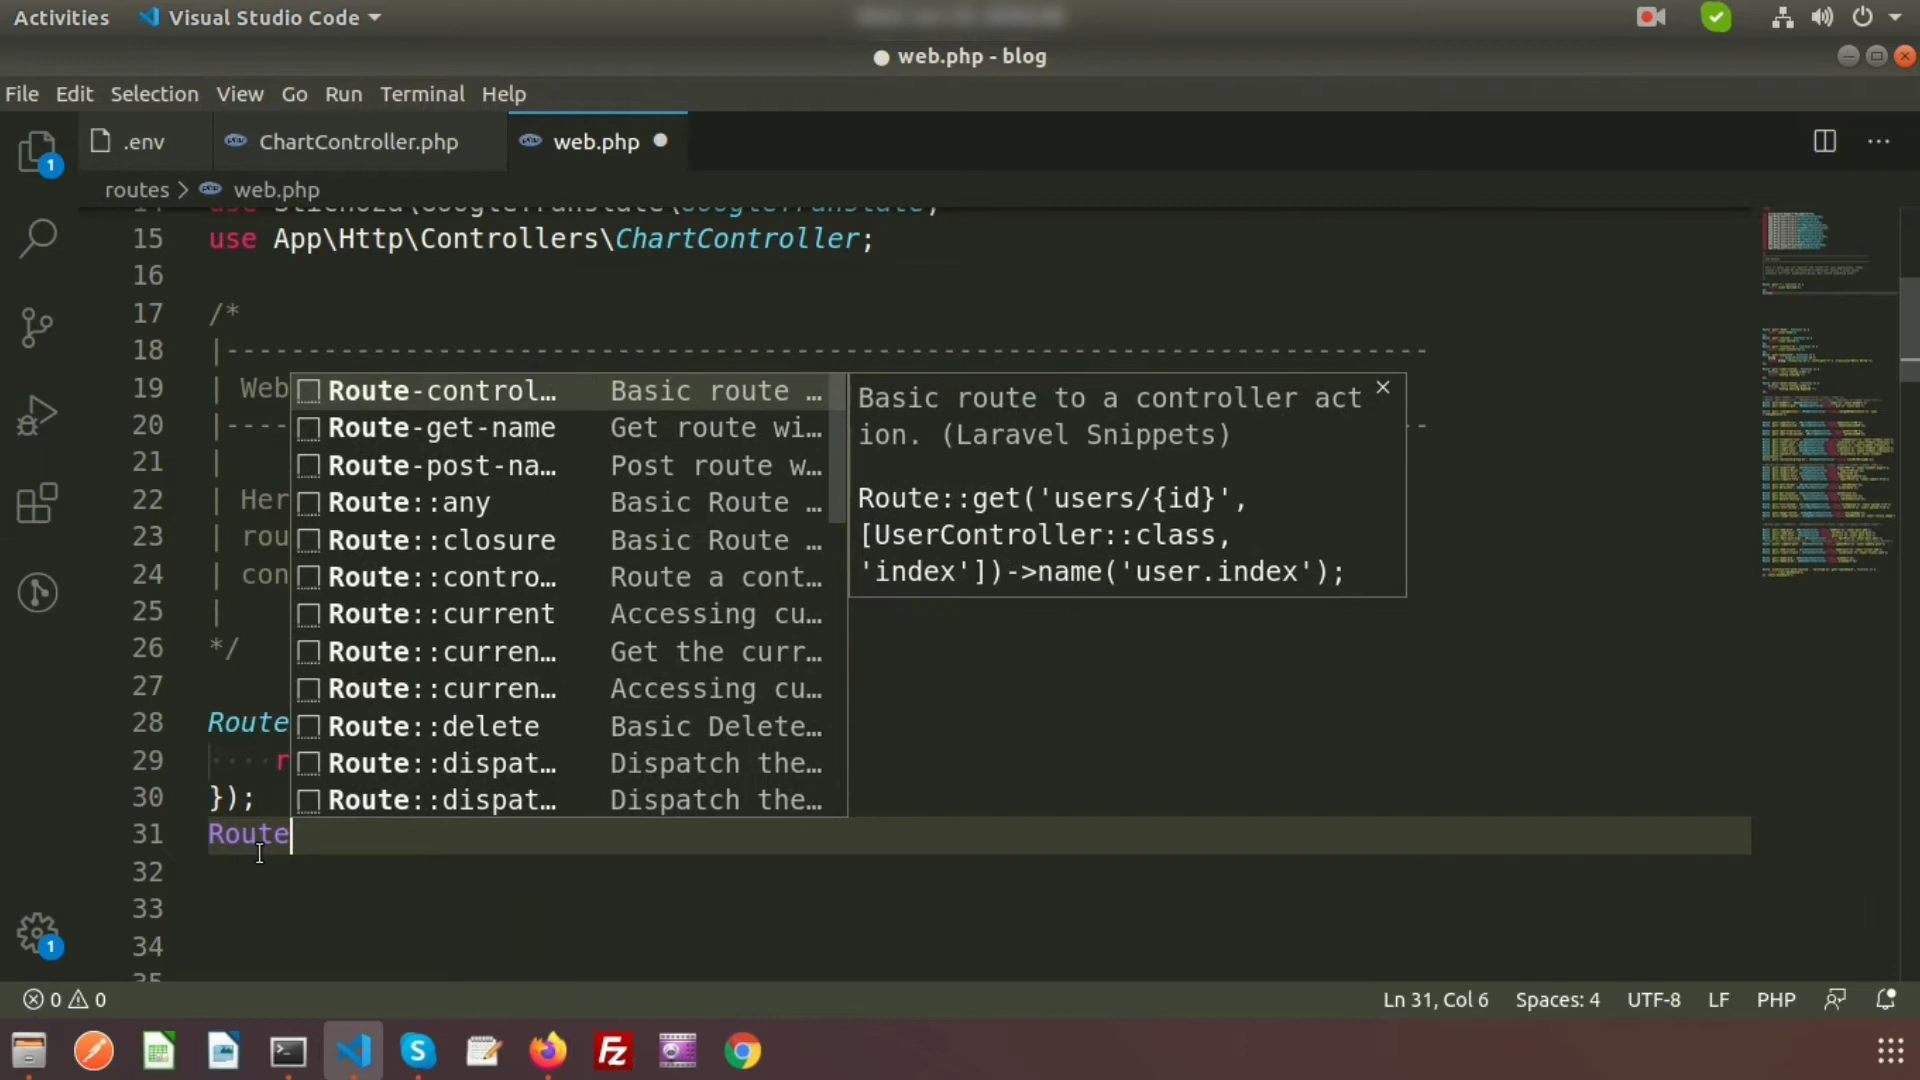 Activities Visual Studio Code
web.php - blog
File Edit Selection View Go Run Terminal Help
1 .env ChartController.php web.php
routes > web.php
15 use App\Http\Controllers\ChartController;
16
17 /*
18 |--------------------------------------------------------------------------
19 | Web Route-control… Basic route …
Basic route to a controller act
20 |---- Route-get-name Get route wi…
ion. (Laravel Snippets)
21 | Route-post-na… Post route w…
22 | Her Route::any Basic Route …
Route::get('users/{id}',
23 | rou Route::closure Basic Route …
[UserController::class,
24 | con Route::contro… Route a cont…
'index'])->name('user.index');
25 | Route::current Accessing cu…
26 */ Route::curren… Get the curr…
27 Route::curren… Accessing cu…
28 Route Route::delete Basic Delete…
29 r Route::dispat… Dispatch the…
30 }); Route::dispat… Dispatch the…
31 Route
32
33
34
1
0 0 Ln 31, Col 6 Spaces: 4 UTF-8 LF PHP
S Fz